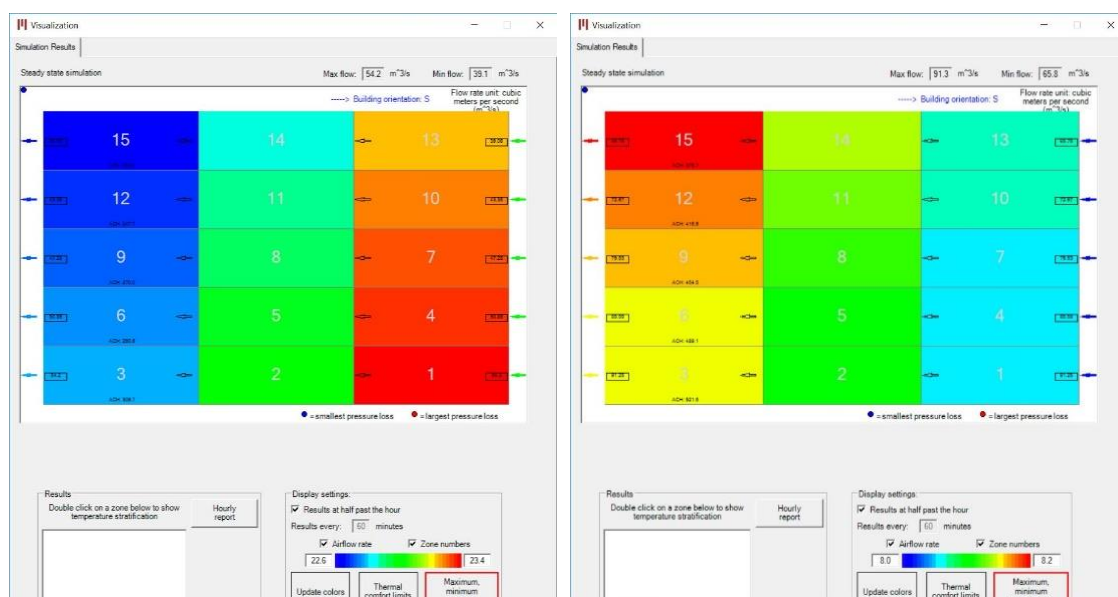 Visualization
Simulation Results
Steady state simulation
Max flow: 54.2 m^3/s Min flow: 39.1 m^3/s
-----> Building orientation: S
Flow rate unit: cubic
meters per second
(m^3/s)
15 14 13
12 11 10
9 8 7
6 5 4
3 2 1
=smallest pressure loss =largest pressure loss
Results
Double click on a zone below to show
temperature stratification
Hourly
report
Display settings.
Results at half past the hour
Results every: 60 minutes
Airflow rate Zone numbers
22.6 23.4
Update colors
Thermal
comfort limits
Maximum,
minimum
Visualization
Simulation Results
Steady state simulation
Max flow: 91.3 m^3/s Min flow: 65.8 m^3/s
-----> Building orientation: S
Flow rate unit: cubic
meters per second
(m^3/s)
15 14 13
12 11 10
9 8 7
6 5 4
3 2 1
=smallest pressure loss =largest pressure loss
Results
Double click on a zone below to show
temperature stratification
Hourly
report
Display settings.
Results at half past the hour
Results every: 60 minutes
Airflow rate Zone numbers
8.0 8.2
Update colors
Thermal
comfort limits
Maximum,
minimum